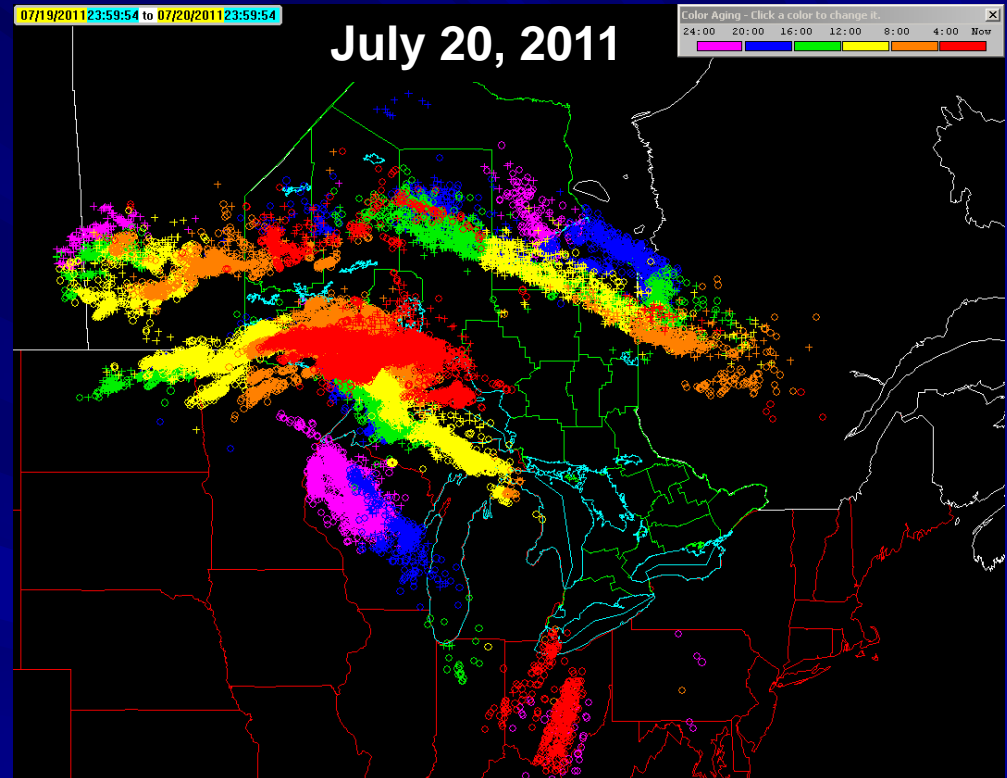 07/19/2011 23:59:54 to 07/20/2011 23:59:54
July 20, 2011
Color Aging - Click a color to change it.
24:00 20:00 16:00 12:00 8:00 4:00 Now